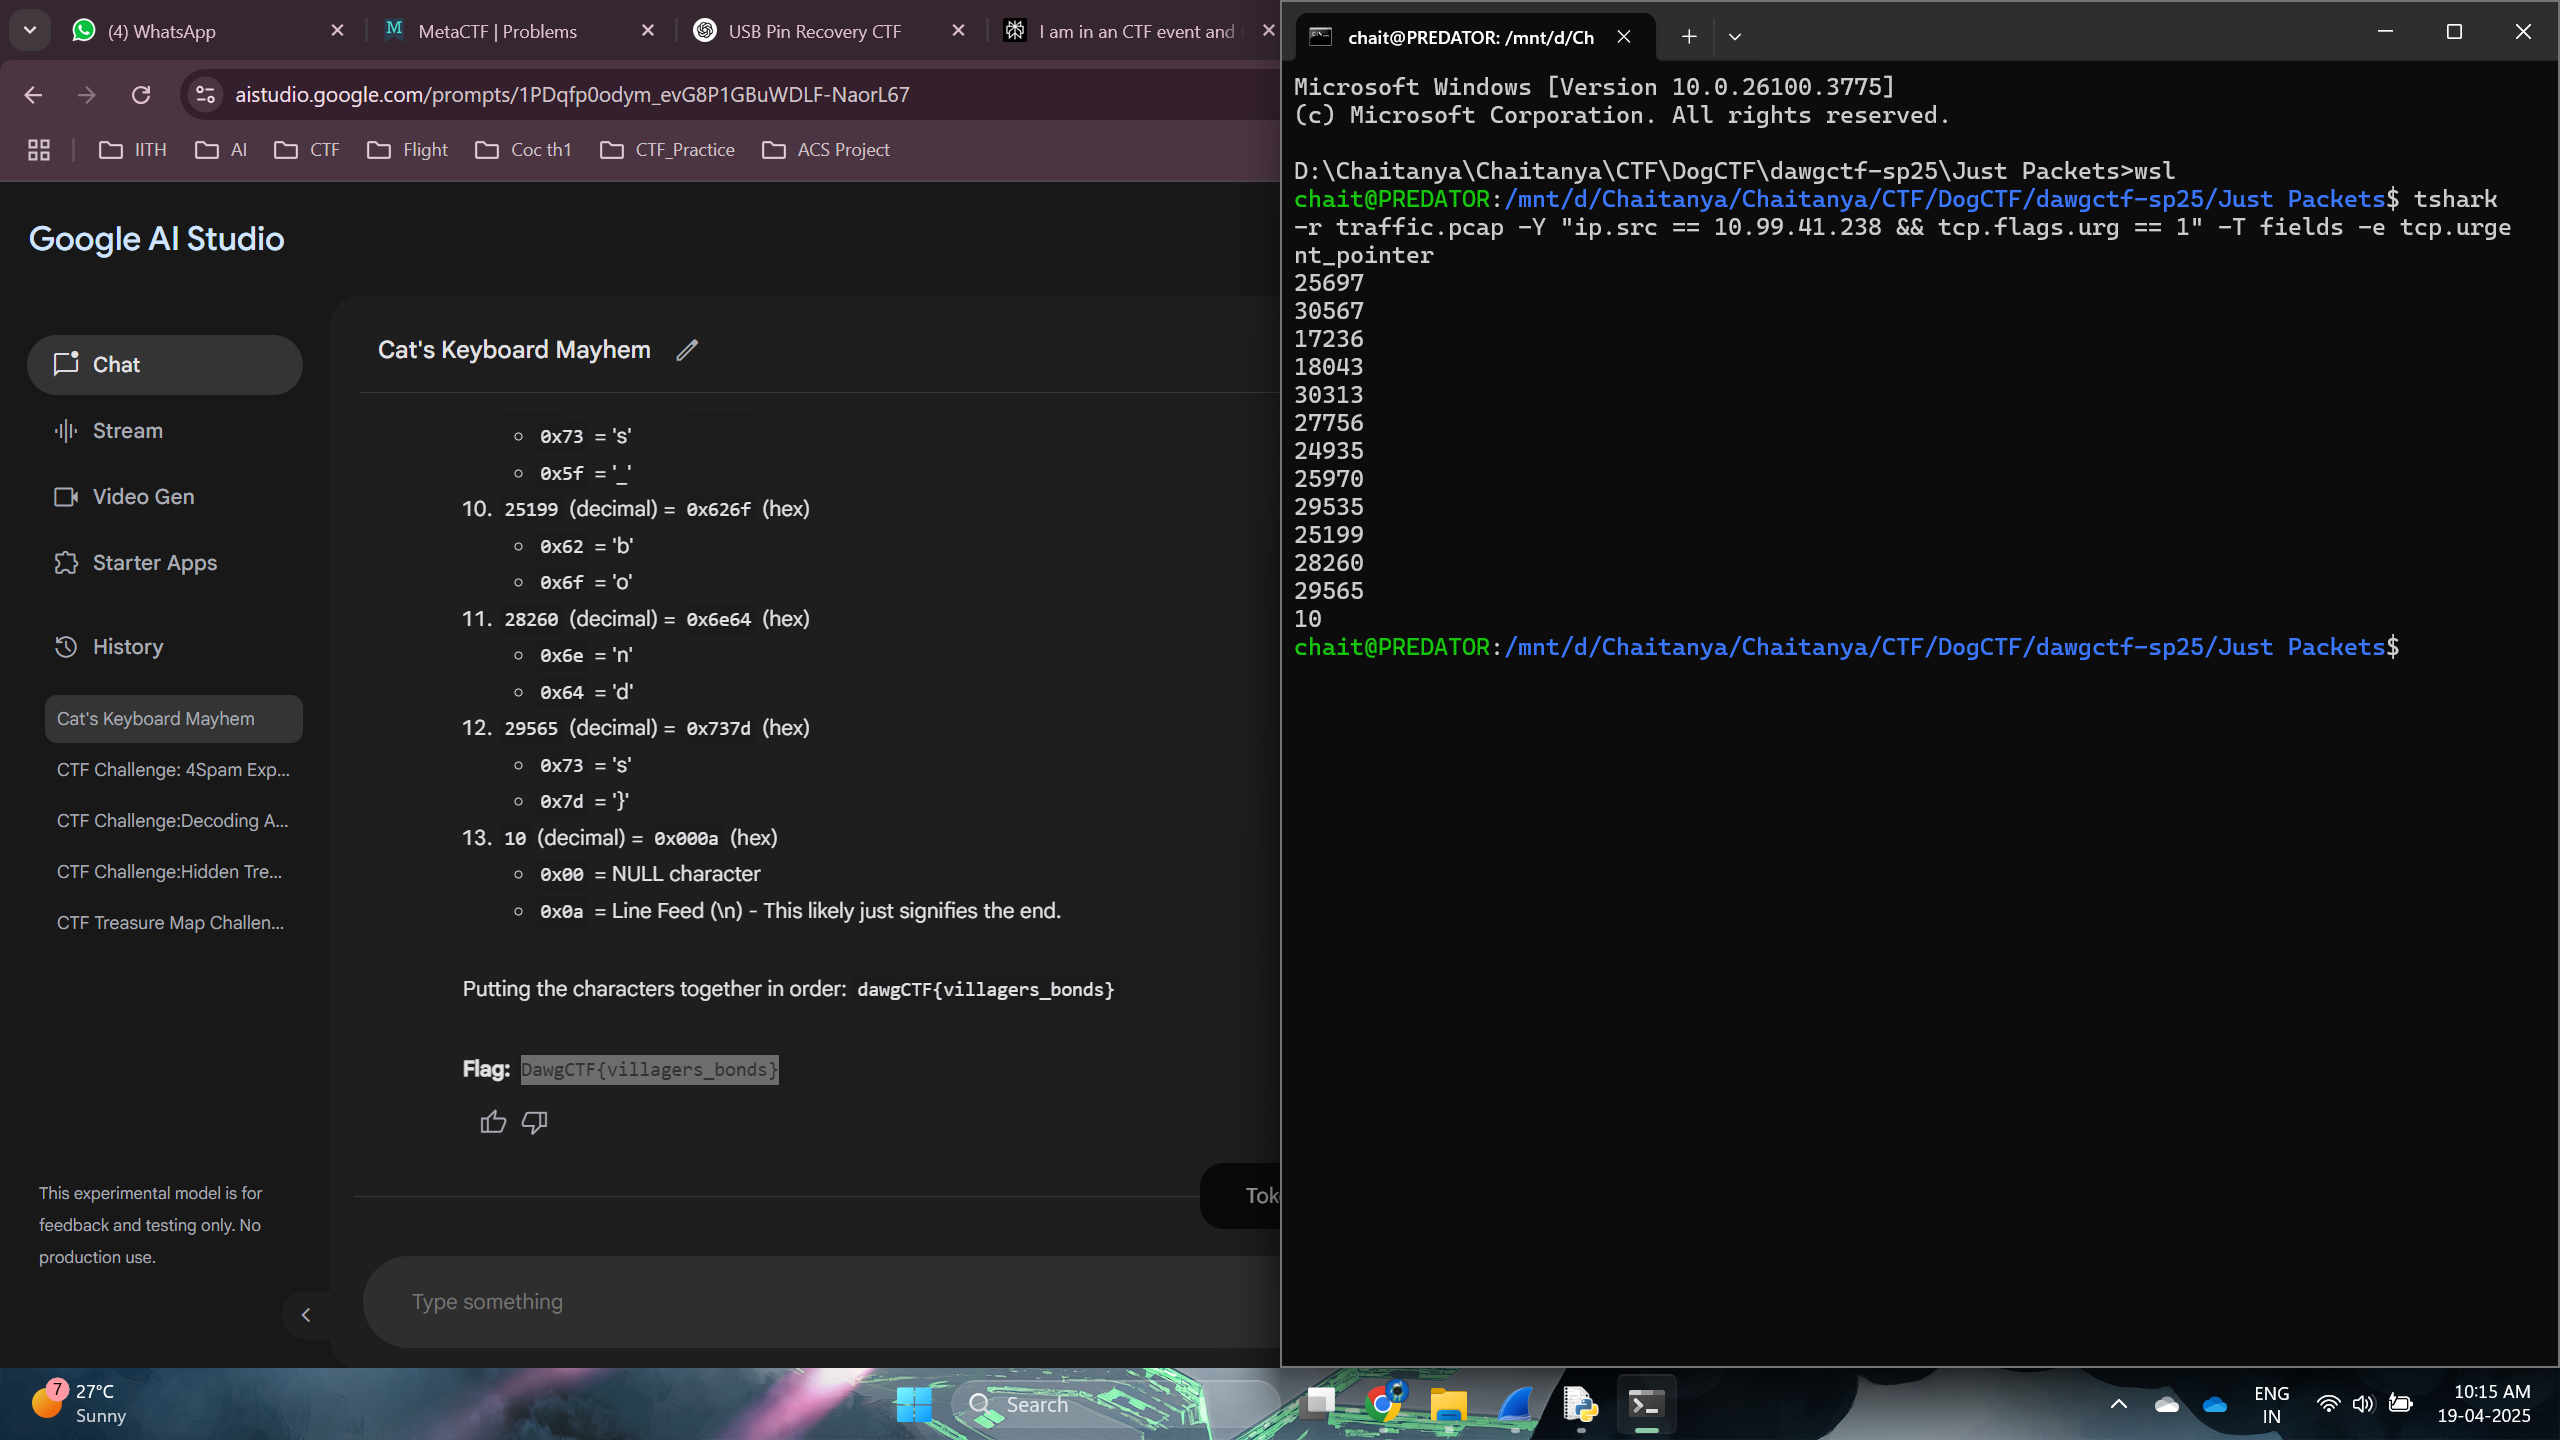 (4) WhatsApp
MetaCTF | Problems
USB Pin Recovery CTF
I am in an CTF event and
aistudio.google.com/prompts/1PDqfp0odym_evG8P1GBuWDLF-NaorL67
IITH
AI
CTF
Flight
Coc th1
CTF_Practice
ACS Project
Google AI Studio
Chat
Stream
Video Gen
Starter Apps
History
Cat's Keyboard Mayhem
CTF Challenge: 4Spam Exp...
CTF Challenge:Decoding A...
CTF Challenge:Hidden Tre...
CTF Treasure Map Challen...
This experimental model is for
feedback and testing only. No
production use.
Cat's Keyboard Mayhem
0x73 = 's'
0x5f = '_'
10. 25199 (decimal) = 0x626f (hex)
0x62 = 'b'
0x6f = 'o'
11. 28260 (decimal) = 0x6e64 (hex)
0x6e = 'n'
0x64 = 'd'
12. 29565 (decimal) = 0x737d (hex)
0x73 = 's'
0x7d = '}'
13. 10 (decimal) = 0x000a (hex)
0x00 = NULL character
0x0a = Line Feed (\n) - This likely just signifies the end.
Putting the characters together in order: dawgCTF{villagers_bonds}
Flag: DawgCTF{villagers_bonds}
Tok
Type something
chait@PREDATOR: /mnt/d/Ch
Microsoft Windows [Version 10.0.26100.3775]
(c) Microsoft Corporation. All rights reserved.
D:\Chaitanya\Chaitanya\CTF\DogCTF\dawgctf-sp25\Just Packets>wsl
chait@PREDATOR:/mnt/d/Chaitanya/Chaitanya/CTF/DogCTF/dawgctf-sp25/Just Packets$ tshark
-r traffic.pcap -Y "ip.src == 10.99.41.238 && tcp.flags.urg == 1" -T fields -e tcp.urge
nt_pointer
25697
30567
17236
18043
30313
27756
24935
25970
29535
25199
28260
29565
10
chait@PREDATOR:/mnt/d/Chaitanya/Chaitanya/CTF/DogCTF/dawgctf-sp25/Just Packets$
7
27°C
Sunny
Search
ENG
IN
10:15 AM
19-04-2025